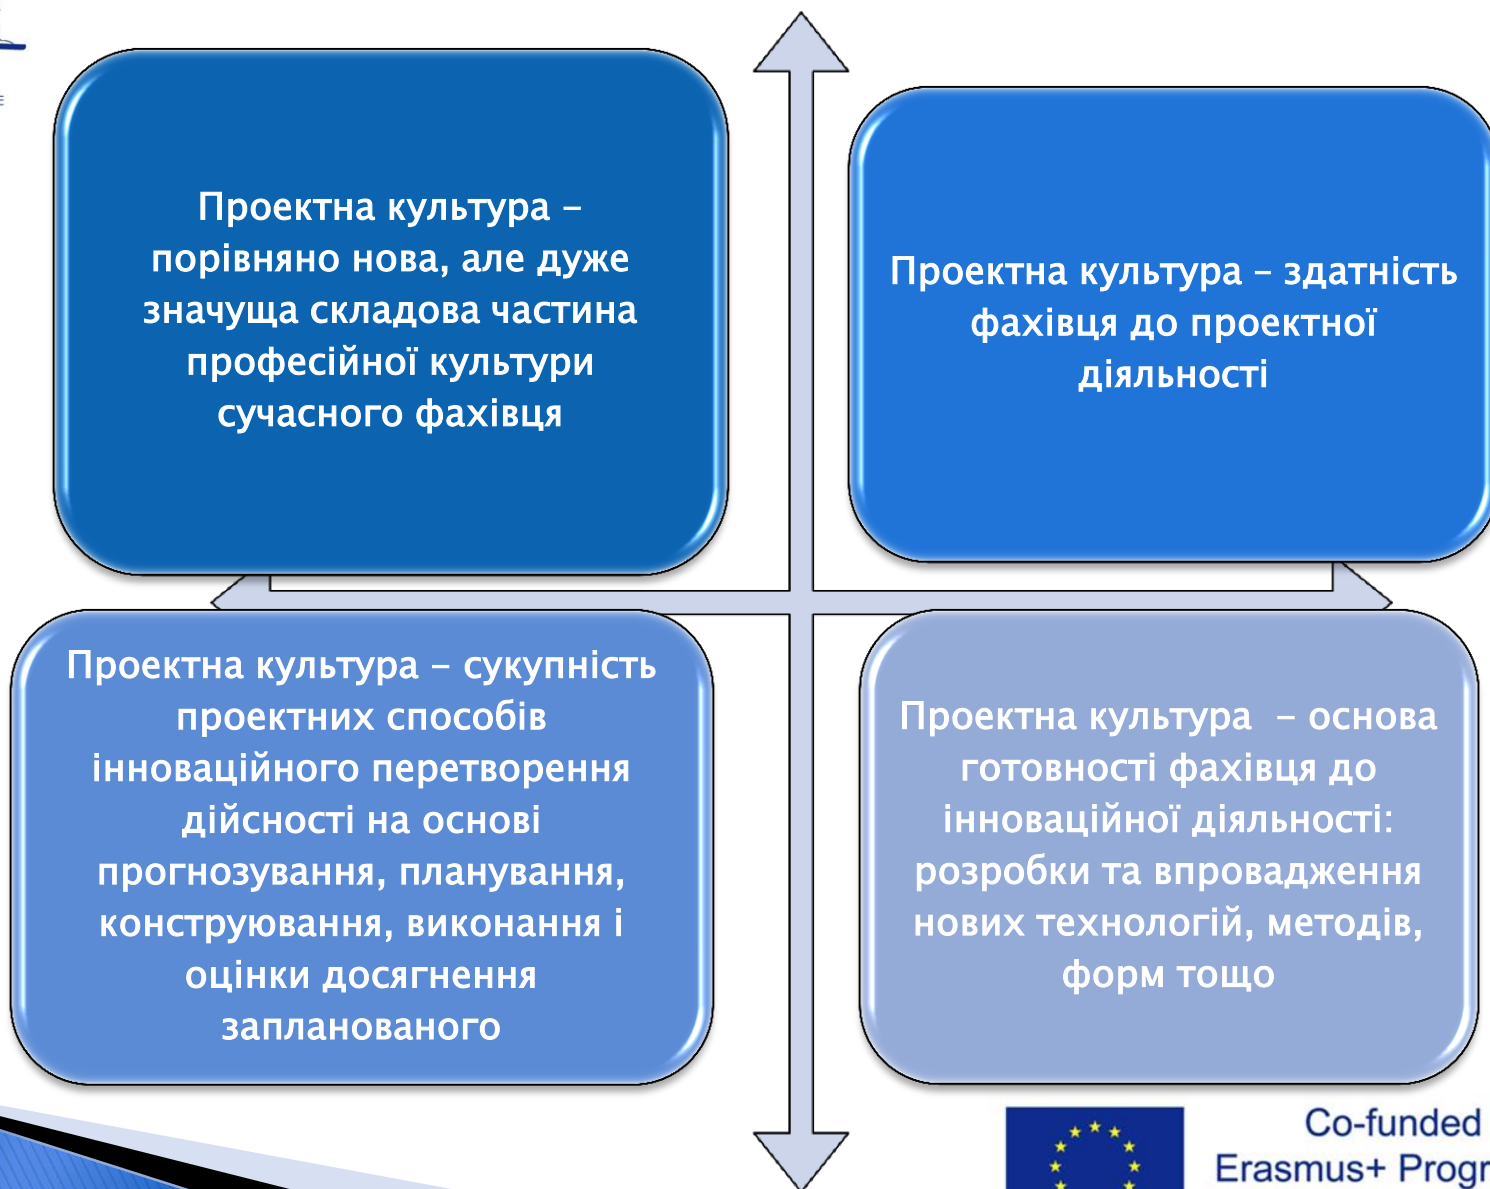 Проектна культура –
порівняно нова, але дуже
значуща складова частина
професійної культури
сучасного фахівця
Проектна культура – здатність
фахівця до проектної
діяльності
Проектна культура – сукупність
проектних способів
інноваційного перетворення
дійсності на основі
прогнозування, планування,
конструювання, виконання і
оцінки досягнення
запланованого
Проектна культура – основа
готовності фахівця до
інноваційної діяльності:
розробки та впровадження
нових технологій, методів,
форм тощо
Co-funded
Erasmus+